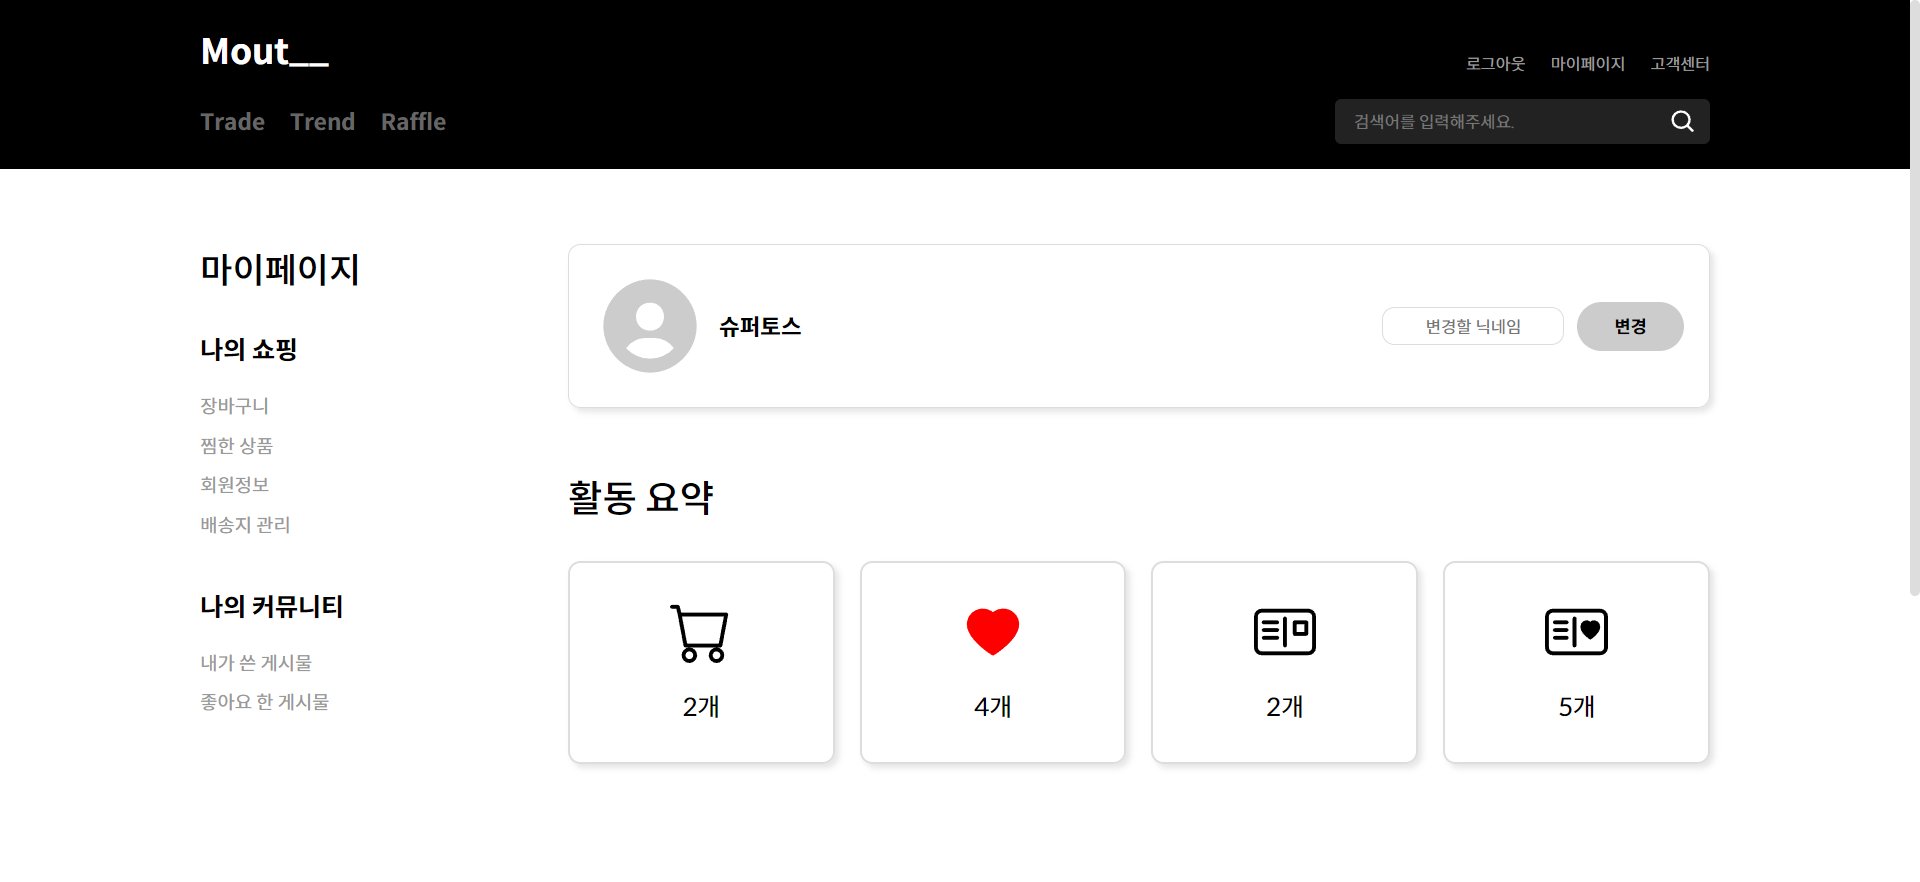 Mout__
로그아웃 마이페이지 고객센터
Trade Trend Raffle
검색어를 입력해주세요.
마이페이지
나의 쇼핑
장바구니
찜한 상품
회원정보
배송지 관리
나의 커뮤니티
내가 쓴 게시물
좋아요 한 게시물
슈퍼토스
변경할 닉네임
변경
활동 요약
2개
4개
2개
5개